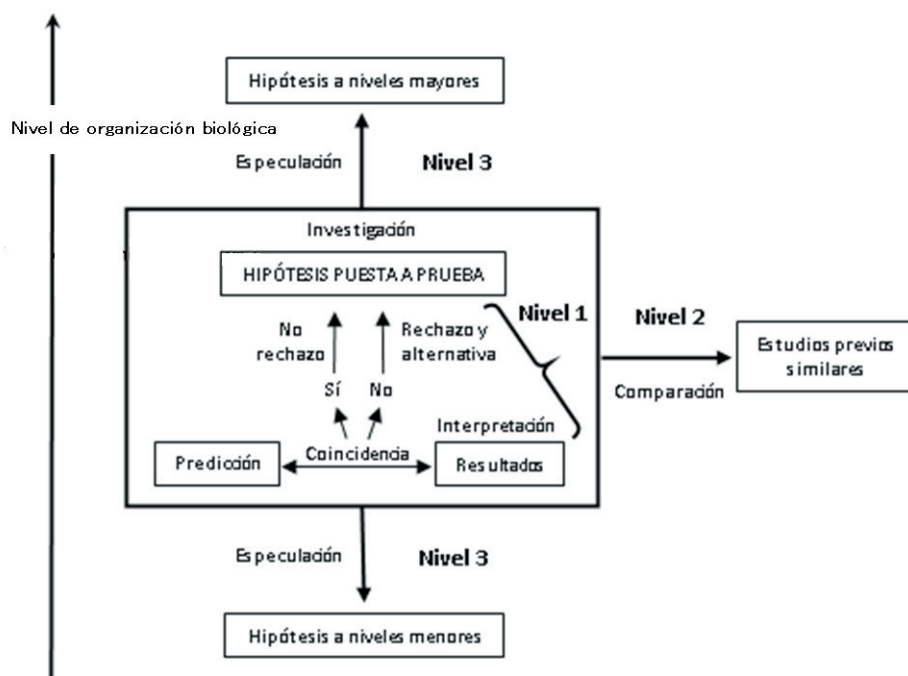 Hipótesis a niveles mayores
Nivel de organización biológica
Especulación
Nivel 3
Investigación
HIPÓTESIS PUESTA A PRUEBA
Nivel 1
No
rechazo
Rechazo y
alternativa
Sí
No
Interpretación
Predicción
Coincidencia
Resultados
Nivel 2
Comparación
Estudios previos
similares
Especulación
Nivel 3
Hipótesis a niveles menores